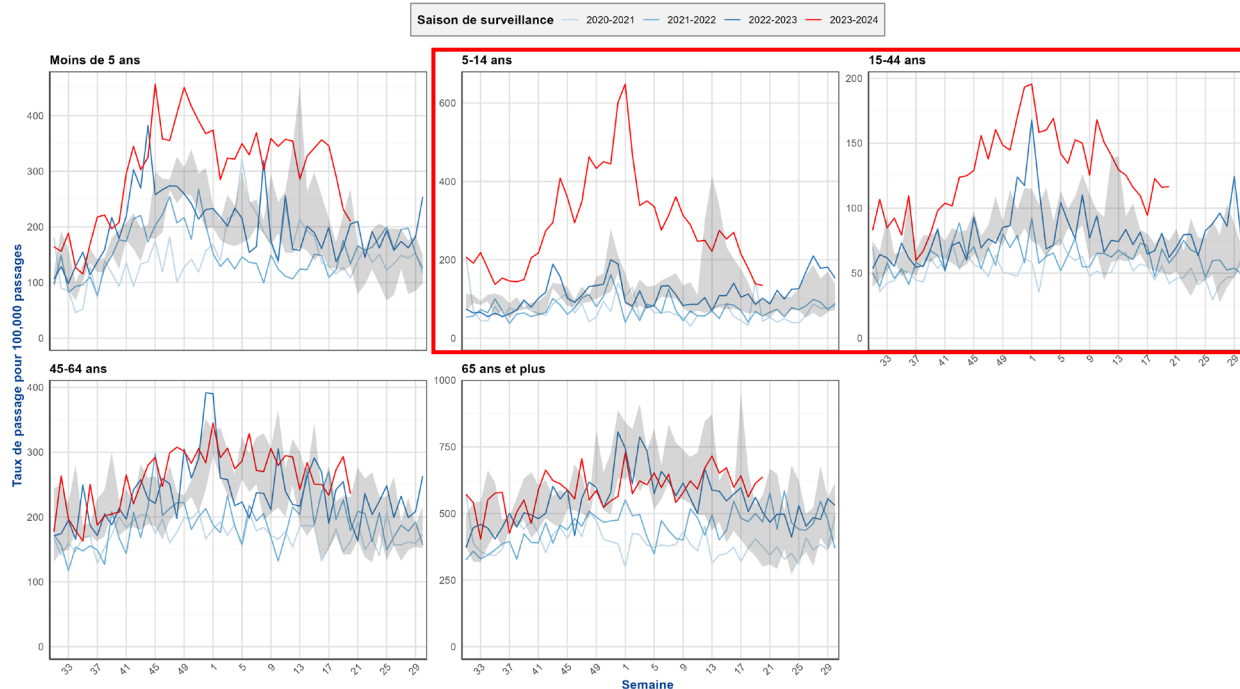 Saison de surveillance 2020-2021 2021-2022 2022-2023 2023-2024
Moins de 5 ans
5-14 ans
15-44 ans
400
300
200
100
0
600
400
200
0
200
150
100
50
0
33 37 41 45 49 1 5 9 13 17 21 25 29
45-64 ans
65 ans et plus
400
300
200
100
0
1000
750
500
250
0
33 37 41 45 49 1 5 9 13 17 21 25 29
33 37 41 45 49 1 5 9 13 17 21 25 29
Taux de passage pour 100,000 passages
Semaine